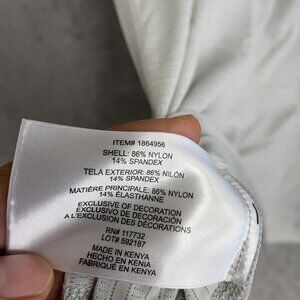 ITEM# 1864956
SHELL: 86% NYLON
14% SPANDEX
TELA EXTERIOR: 86% NILÓN
14% SPANDEX
MATIÈRE PRINCIPALE: 86% NYLON
14% ÉLASTHANNE
EXCLUSIVE OF DECORATION
EXCLUSIVO DE DECORACIÓN
A L'EXCLUSION DES DÉCORATIONS
RN# 117732
LOT# 592187
MADE IN KENYA
HECHO EN KENIA
FABRIQUÉ EN KENYA